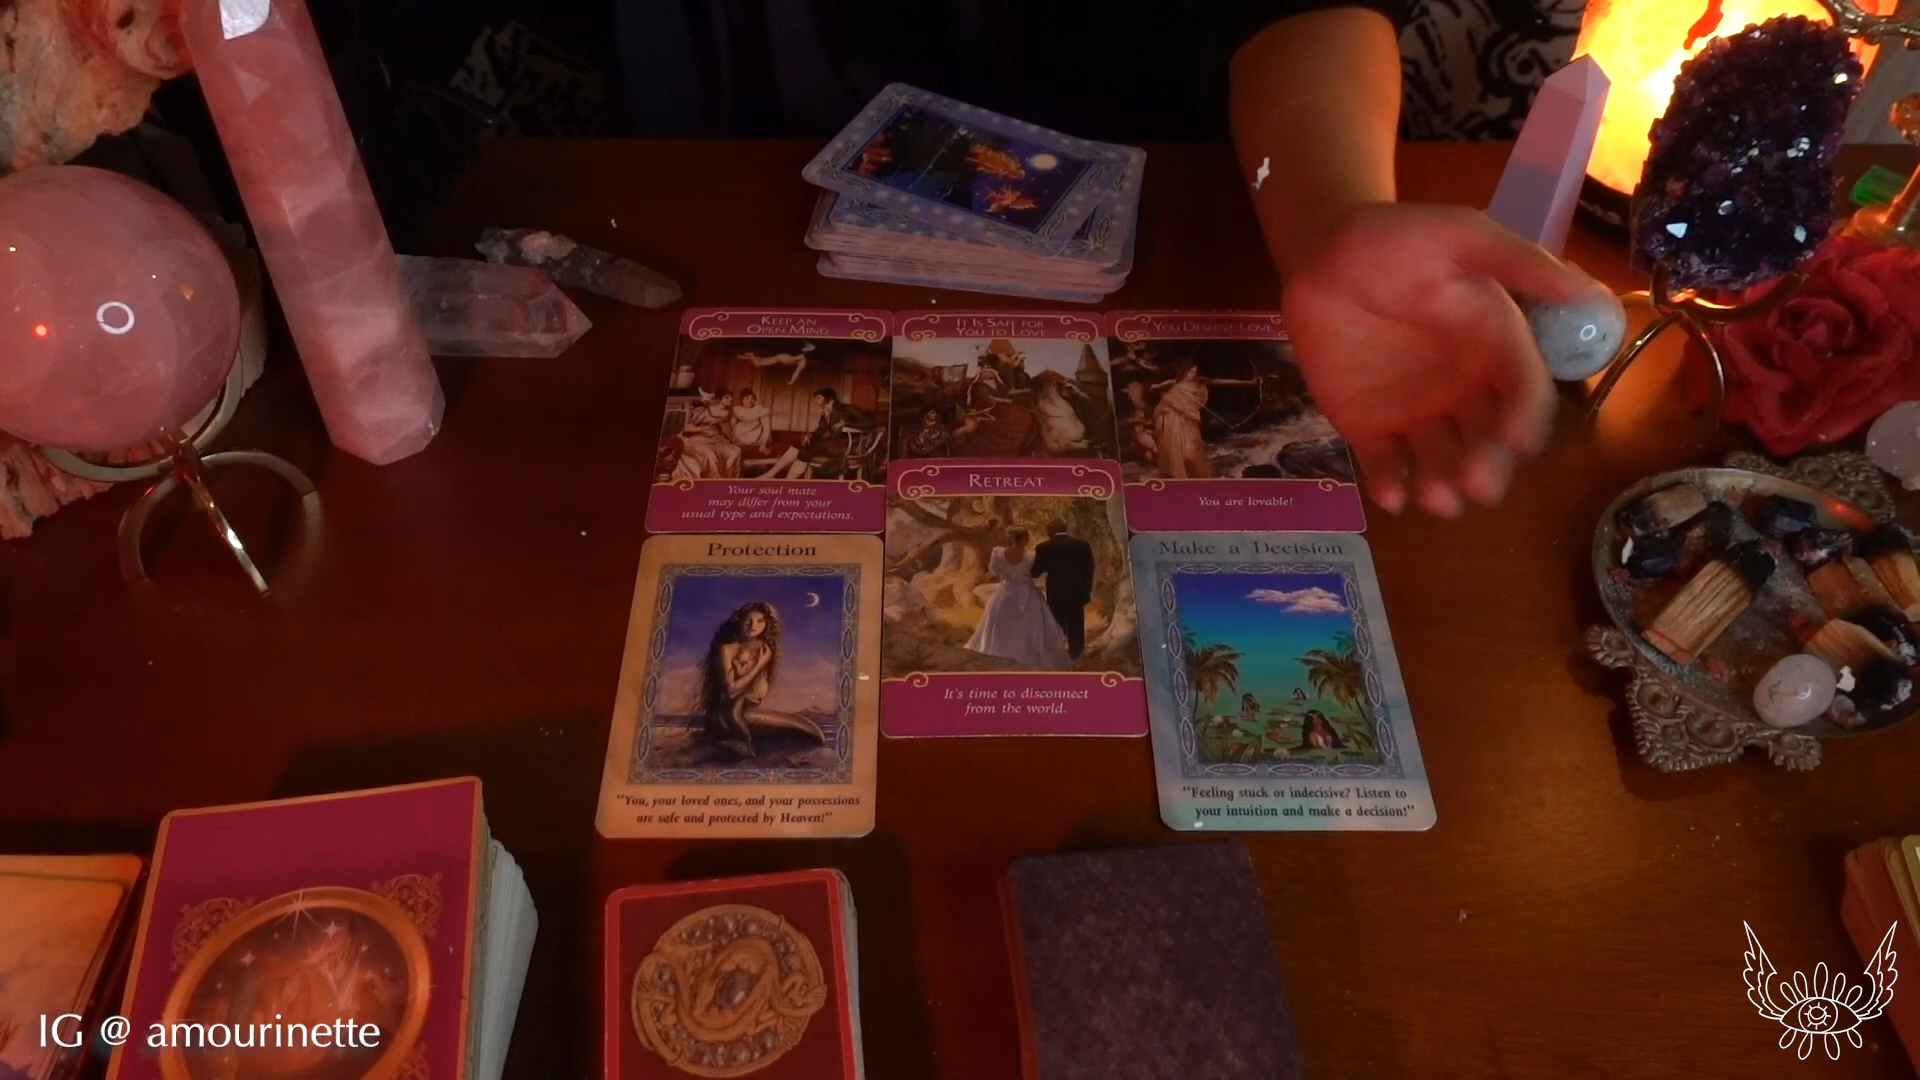 KEEP AN
OPEN MIND
IT IS SAFE FOR
YOU TO LOVE
YOU DESERVE LOVE
Your soul mate
may differ from your
usual type and expectations.
RETREAT
You are lovable!
Protection
Make a Decision
It's time to disconnect
from the world.
"You, your loved ones, and your possessions
are safe and protected by Heaven!"
"Feeling stuck or indecisive? Listen to
your intuition and make a decision!"
IG @ amourinette